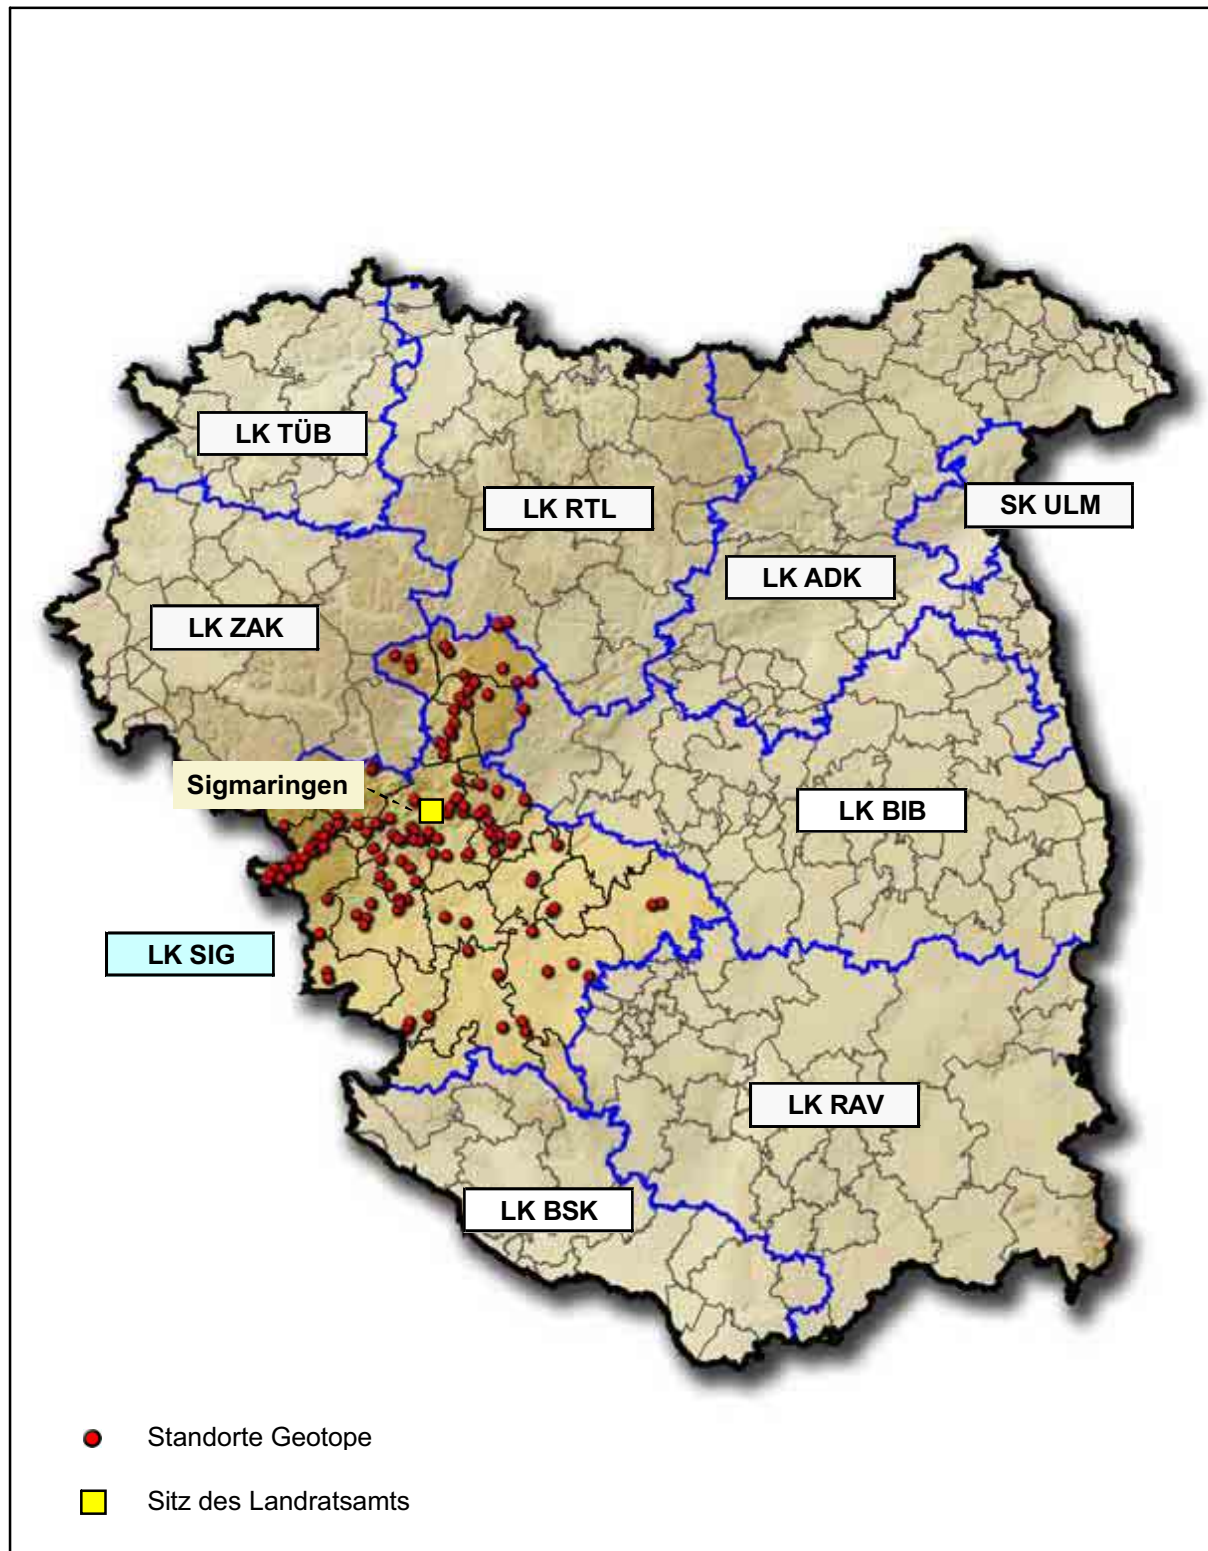 LK TÜB
LK RTL
SK ULM
LK ADK
LK ZAK
Sigmaringen
LK BIB
LK SIG
LK RAV
LK BSK
Standorte Geotope
Sitz des Landratsamts